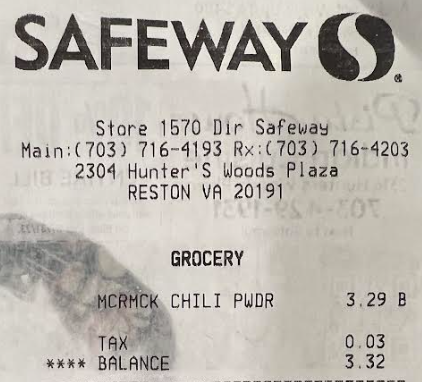 SAFEWAY
Store 1570 Dir Safeway
Main:(703) 716-4193 Rx:(703) 716-4203
2304 Hunter'S Woods Plaza
RESTON VA 20191
GROCERY
MCRMCK CHILI PWDR 3.29 B
TAX 0.03
**** BALANCE 3.32